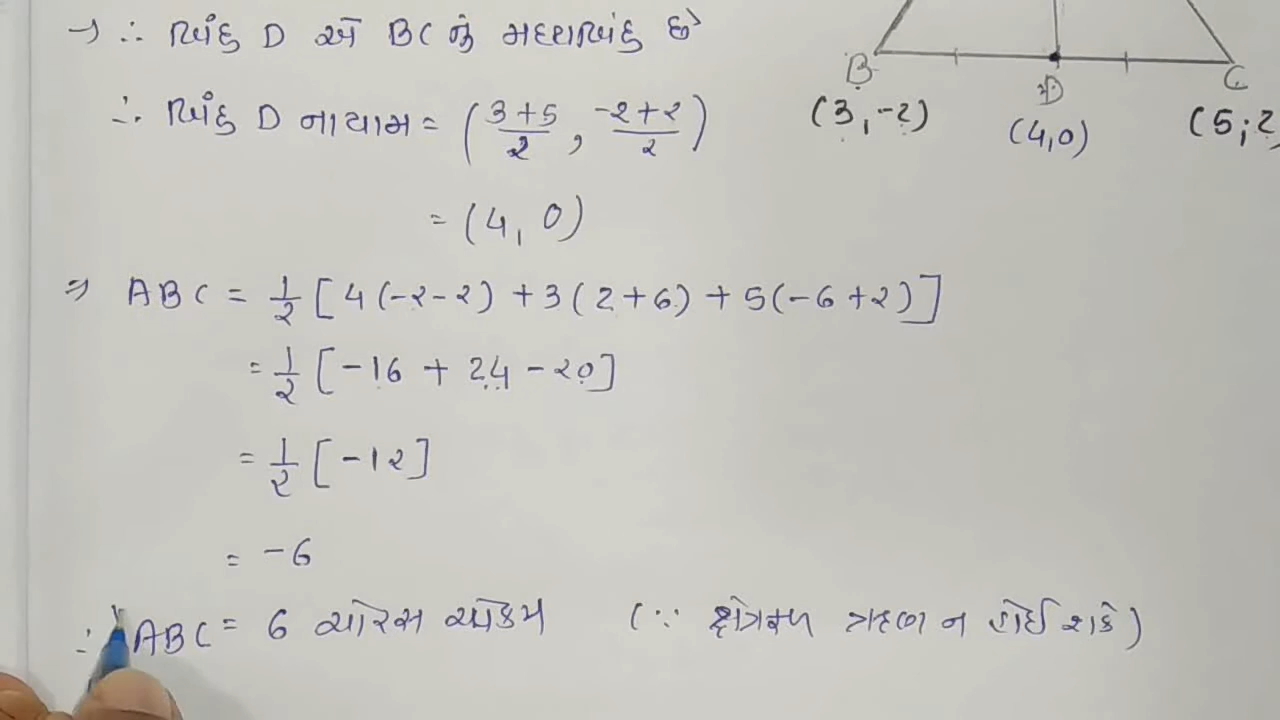 → ∴ બિંદુ D એ BC નું મધ્યબિંદુ છે
∴ બિંદુ D ના યામ = (3+5/2, -2+2/2)
= (4, 0)
B D C
(3, -2) (4,0) (5, 2
⇒ ABC = 1/2 [4(-2-2) + 3(2+6) + 5(-6+2)]
= 1/2 [-16 + 24 - 20]
= 1/2 [-12]
= -6
∴ ABC = 6 ચોરસ એકમ (∵ ક્ષેત્રફળ ઋણ ન હોઈ શકે)